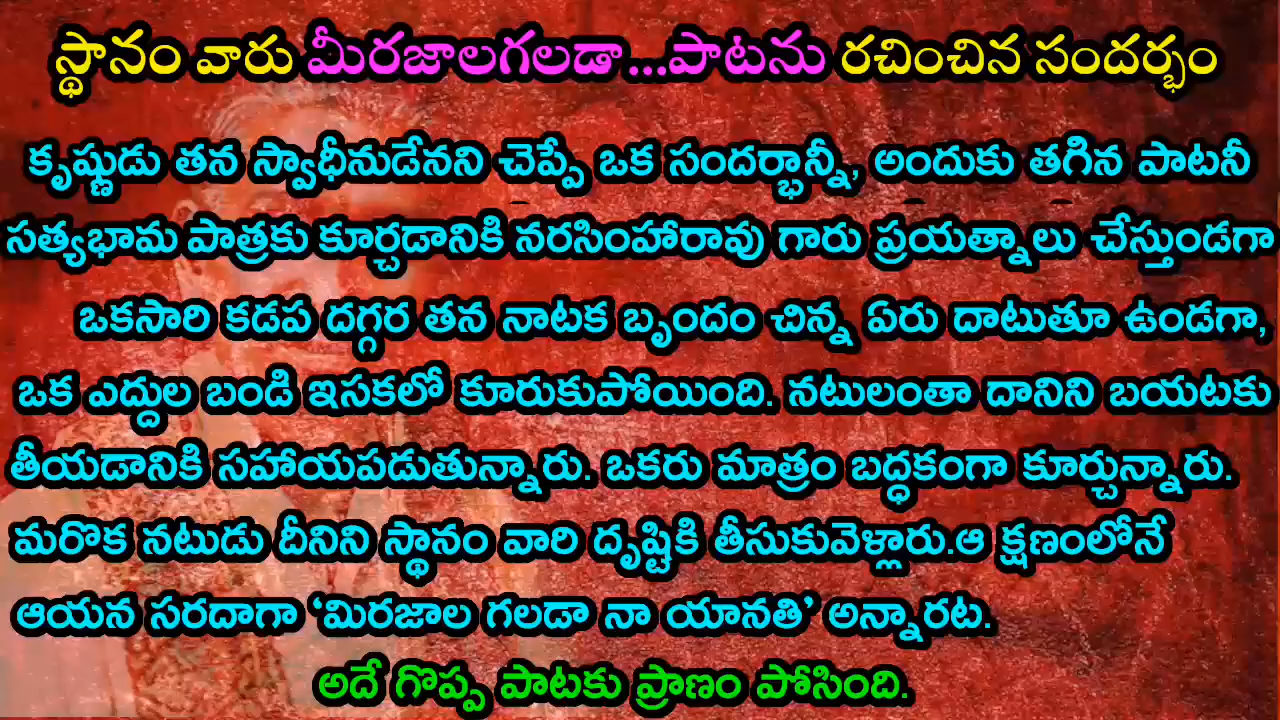 స్థానం వారు మీరజాలగలడా...పాటను రచించిన సందర్భం
కృష్ణుడు తన స్వాధీనుడేనని చెప్పే ఒక సందర్భాన్నీ, అందుకు తగిన పాటనీ
సత్యభామ పాత్రకు కూర్చడానికి నరసింహారావు గారు ప్రయత్నాలు చేస్తుండగా
ఒకసారి కడప దగ్గర తన నాటక బృందం చిన్న ఏరు దాటుతూ ఉండగా,
ఒక ఎద్దుల బండి ఇసకలో కూరుకుపోయింది. నటులంతా దానిని బయటకు
తీయడానికి సహాయపడుతున్నారు. ఒకరు మాత్రం బద్ధకంగా కూర్చున్నారు.
మరొక నటుడు దీనిని స్థానం వారి దృష్టికి తీసుకువెళ్లారు.ఆ క్షణంలోనే
ఆయన సరదాగా ‘మిరజాల గలడా నా యానతి’ అన్నారట.
అదే గొప్ప పాటకు ప్రాణం పోసింది.